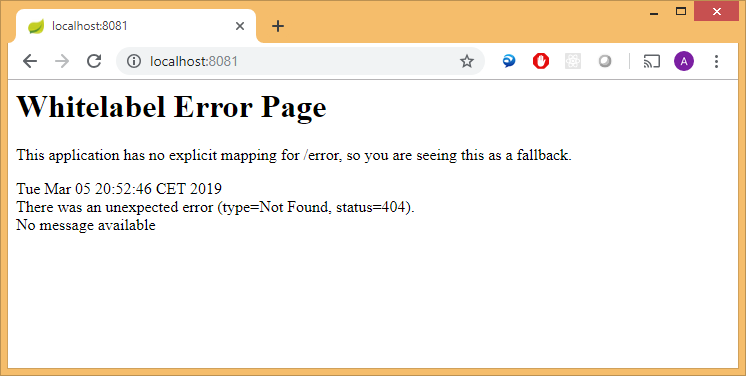 localhost:8081
localhost:8081
A
Whitelabel Error Page
This application has no explicit mapping for /error, so you are seeing this as a fallback.
Tue Mar 05 20:52:46 CET 2019
There was an unexpected error (type=Not Found, status=404).
No message available